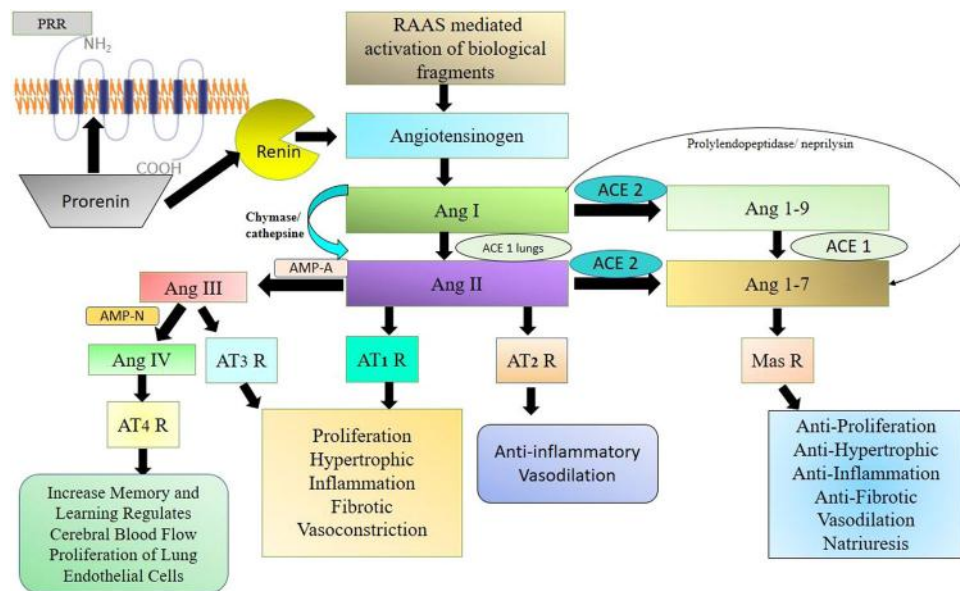 PRR
NH2
COOH
Prorenin
Renin
RAAS mediated
activation of biological
fragments
Angiotensinogen
Prolylendopeptidase/ neprilysin
Ang I
ACE 2
Ang 1-9
Chymase/
cathepsine
ACE 1 lungs
ACE 1
AMP-A
Ang II
ACE 2
Ang 1-7
Ang III
AMP-N
Ang IV
AT3 R
AT1 R
AT2 R
Mas R
AT4 R
Proliferation
Hypertrophic
Inflammation
Fibrotic
Vasoconstriction
Anti-inflammatory
Vasodilation
Anti-Proliferation
Anti-Hypertrophic
Anti-Inflammation
Anti-Fibrotic
Vasodilation
Natriuresis
Increase Memory and
Learning Regulates
Cerebral Blood Flow
Proliferation of Lung
Endothelial Cells